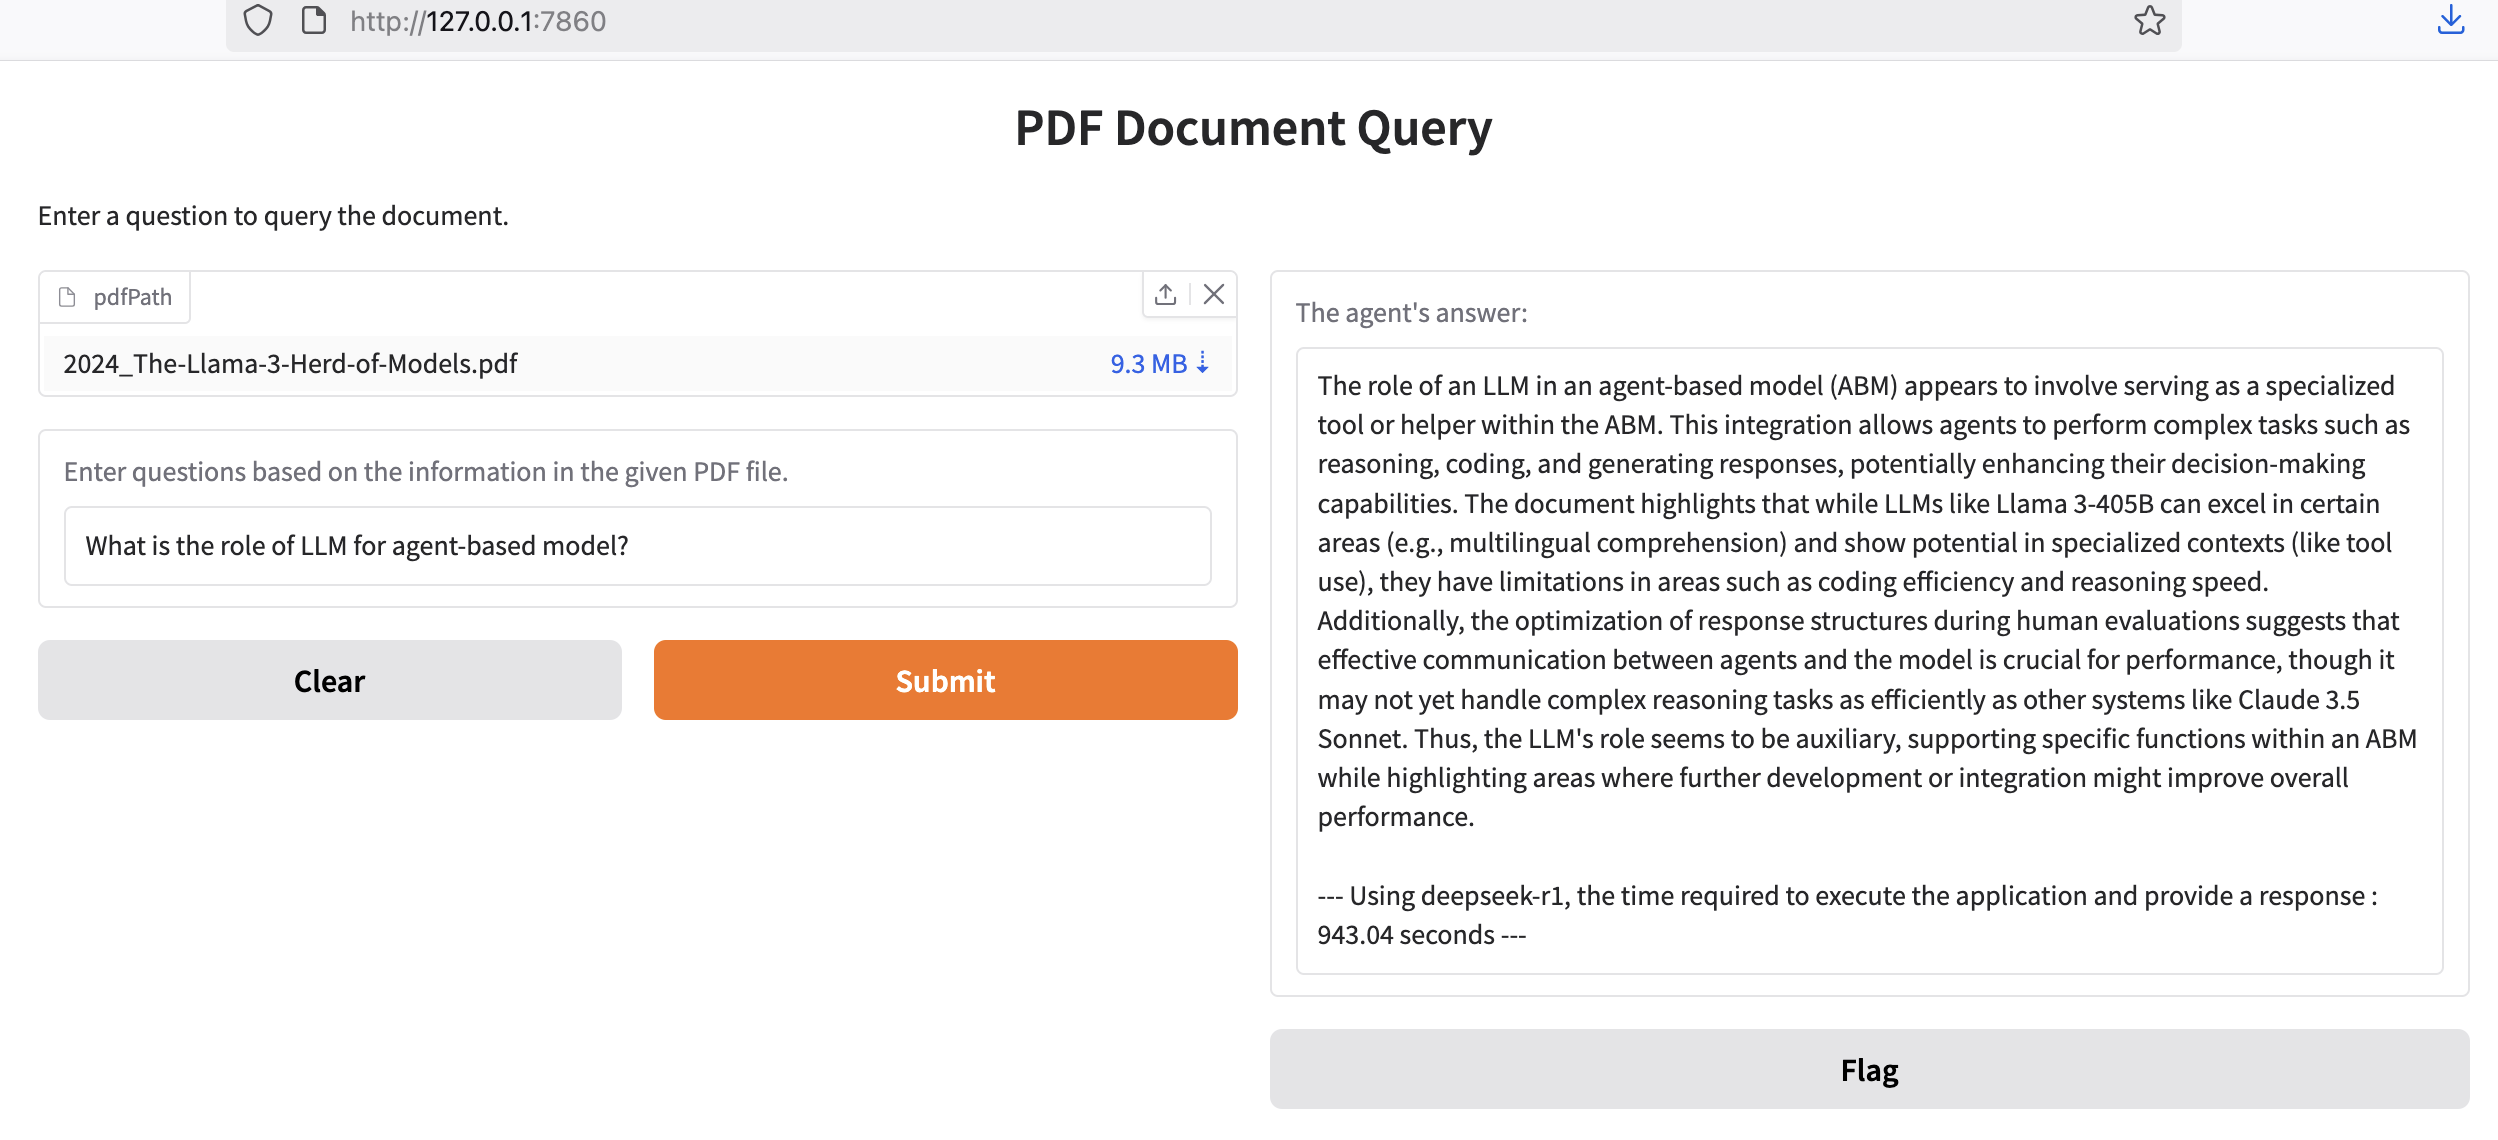 http://127.0.0.1:7860
PDF Document Query
Enter a question to query the document.
pdfPath
2024_The-Llama-3-Herd-of-Models.pdf
9.3 MB ⇣
Enter questions based on the information in the given PDF file.
What is the role of LLM for agent-based model?
Clear
Submit
The agent's answer:
The role of an LLM in an agent-based model (ABM) appears to involve serving as a specialized
tool or helper within the ABM. This integration allows agents to perform complex tasks such as
reasoning, coding, and generating responses, potentially enhancing their decision-making
capabilities. The document highlights that while LLMs like Llama 3-405B can excel in certain
areas (e.g., multilingual comprehension) and show potential in specialized contexts (like tool
use), they have limitations in areas such as coding efficiency and reasoning speed.
Additionally, the optimization of response structures during human evaluations suggests that
effective communication between agents and the model is crucial for performance, though it
may not yet handle complex reasoning tasks as efficiently as other systems like Claude 3.5
Sonnet. Thus, the LLM's role seems to be auxiliary, supporting specific functions within an ABM
while highlighting areas where further development or integration might improve overall
performance.
--- Using deepseek-r1, the time required to execute the application and provide a response :
943.04 seconds ---
Flag